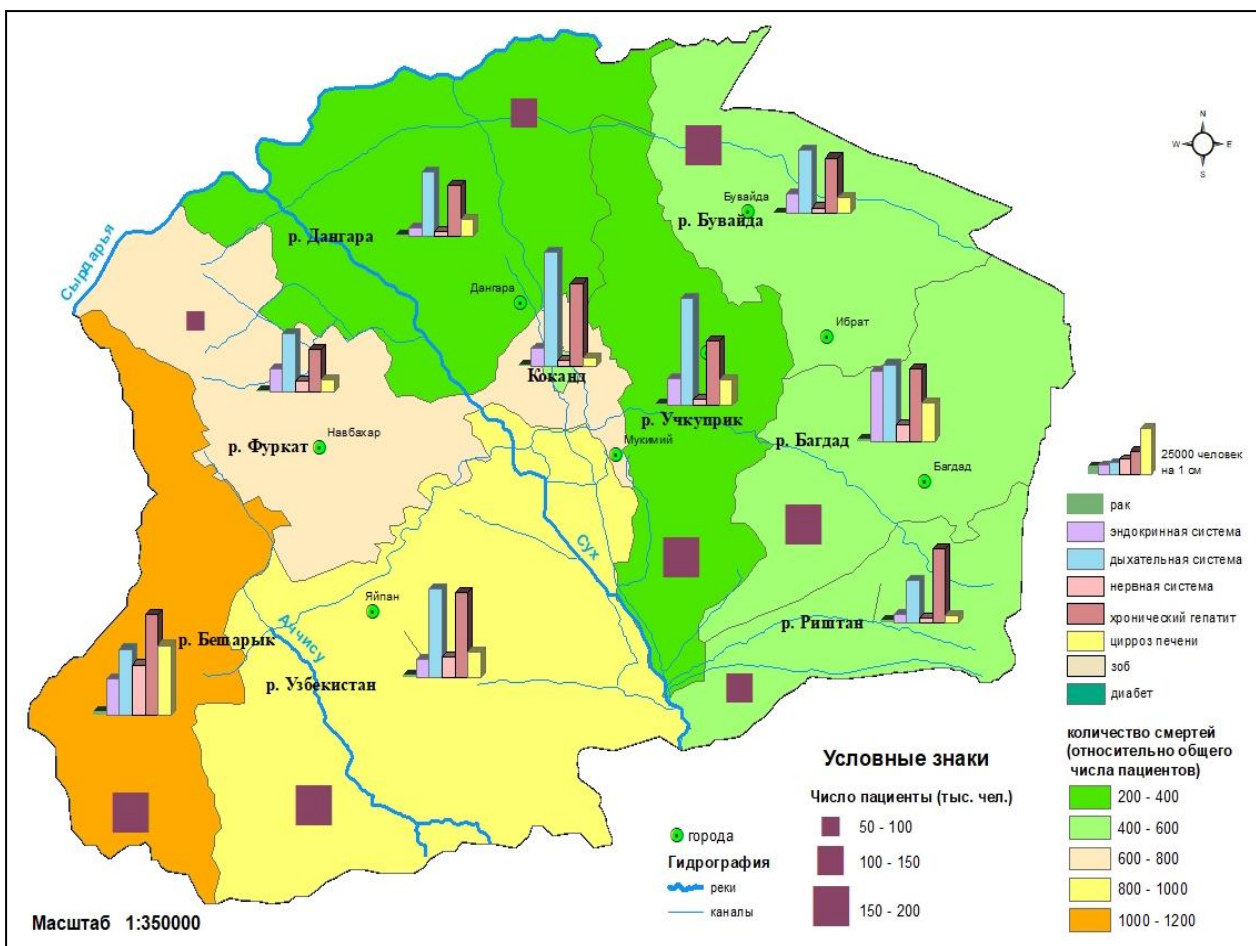 N
W E
S
Бувайда
р. Бувайда
р. Дангара
Сырдарья
Дангара
Ибрат
Коканд
р. Учкуприк
р. Багдад
Навбахар
р. Фуркат
Мукимий
Багдад
Сух
Яйпан
Аччису
р. Бешарык
р. Узбекистан
р. Риштан
25000 человек
на 1 см
рак
эндокринная система
дыхательная система
нервная система
хронический гепатит
цирроз печени
зоб
диабет
количество смертей
(относительно общего
числа пациентов)
200 - 400
400 - 600
600 - 800
800 - 1000
1000 - 1200
Условные знаки
Число пациенты (тыс. чел.)
50 - 100
100 - 150
150 - 200
города
Гидрография
реки
каналы
Масштаб 1:350000